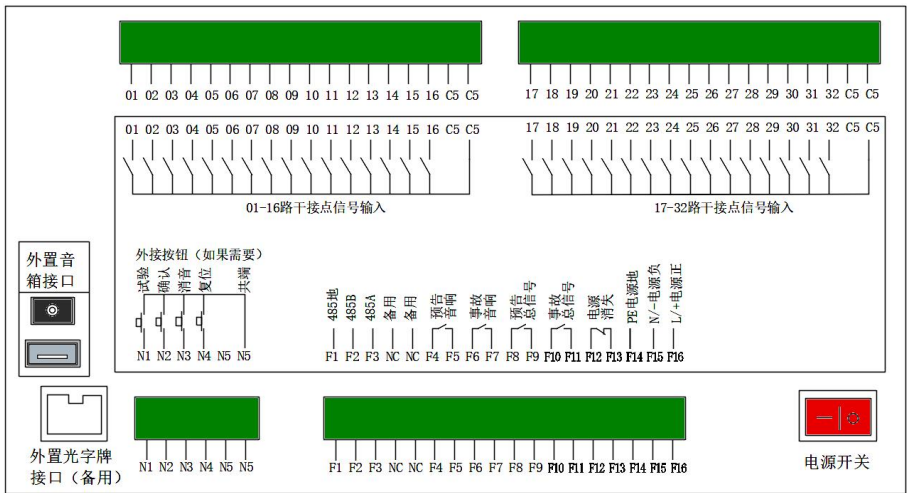 01 02 03 04 05 06 07 08 09 10 11 12 13 14 15 16 C5 C5
17 18 19 20 21 22 23 24 25 26 27 28 29 30 31 32 C5 C5
01 02 03 04 05 06 07 08 09 10 11 12 13 14 15 16 C5
17 18 19 20 21 22 23 24 25 26 27 28 29 30 31 32 C5 C5
01-16路干接点信号输入
17-32路干接点信号输入
外置音
箱接口
外接按钮（如果需要）
试验
确认
消音
复位
共端
N1 N2 N3 N4 N5 N5
485地
485B
485A
备用
备用
预告
音响
事故
音响
预告
总信号
事故
总信号
电源
消失
PE电源地
N/-电源负
L/+电源正
F1 F2 F3 NC NC F4 F5 F6 F7 F8 F9 F10 F11 F12 F13 F14 F15 F16
外置光字牌
接口（备用）
N1 N2 N3 N4 N5 N5
F1 F2 F3 NC NC F4 F5 F6 F7 F8 F9 F10 F11 F12 F13 F14 F15 F16
电源开关